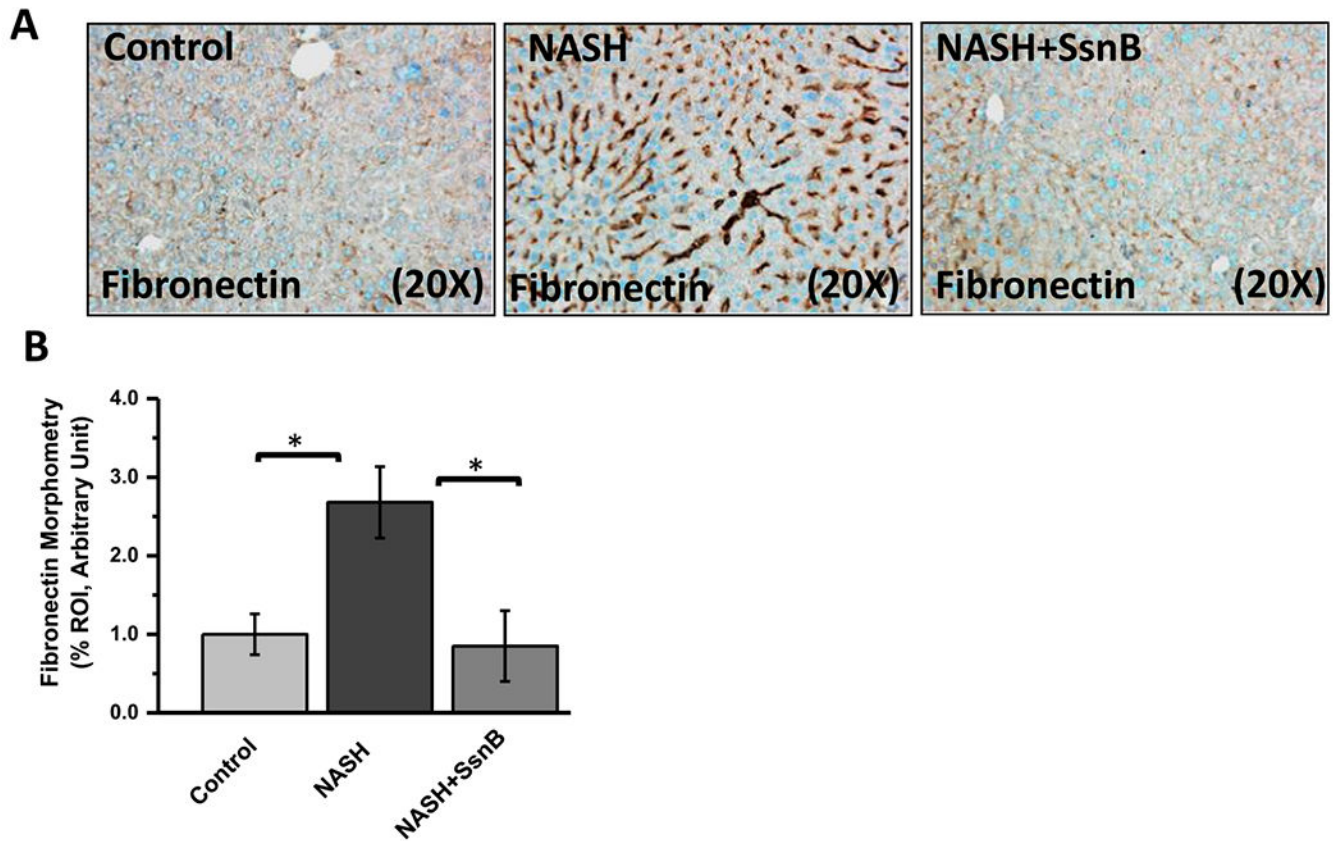 A
Control
NASH
NASH+SsnB
Fibronectin (20X)
Fibronectin (20X)
Fibronectin (20X)
B
Fibronectin Morphometry
(% ROI, Arbitrary Unit)
4.0
3.0
2.0
1.0
0.0
*
*
Control
NASH
NASH+SsnB